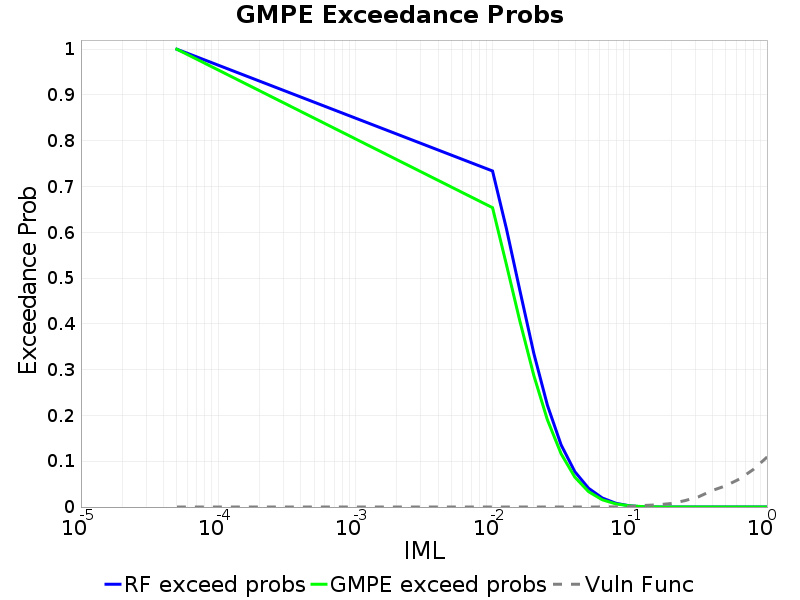 GMPE Exceedance Probs
Exceedance Prob
1
0.9
0.8
0.7
0.6
0.5
0.4
0.3
0.2
0.1
0
10^-5 10^-4 10^-3 10^-2 10^-1 10^0
IML
RF exceed probs GMPE exceed probs Vuln Func